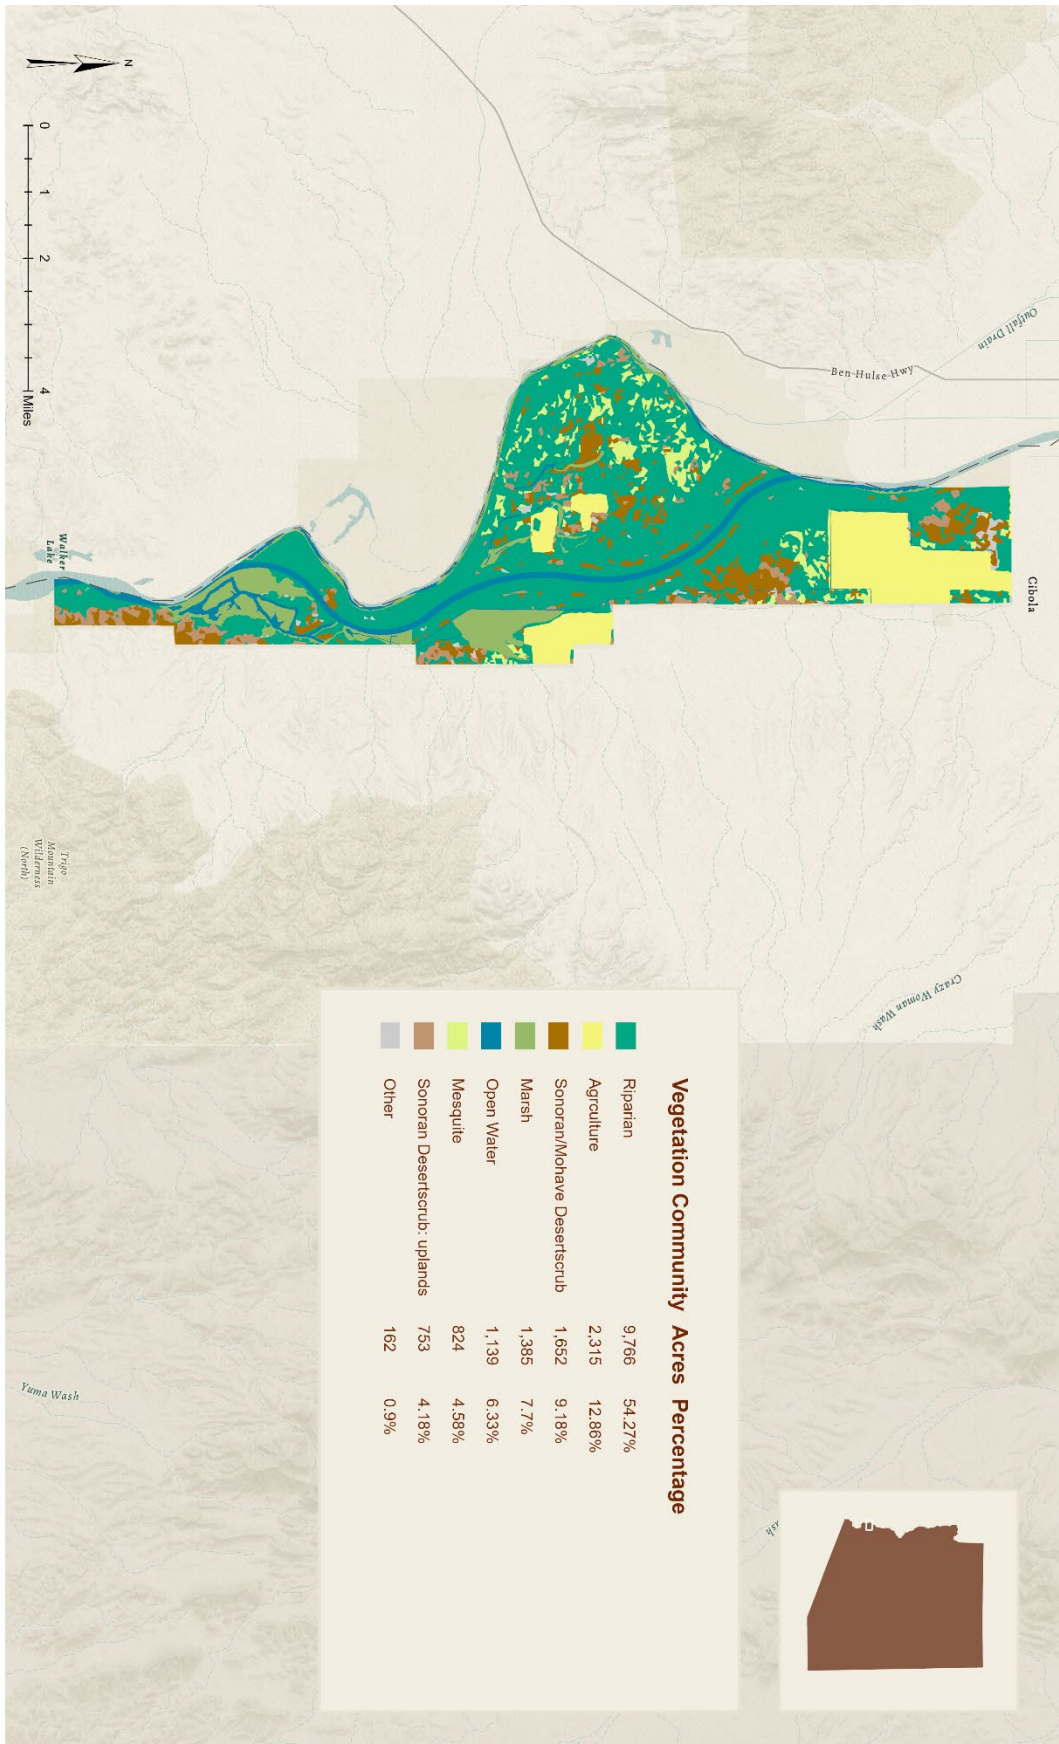 N
0 1 2 4 Miles
Outfall Drain
Ben Hulse Hwy
Cibola
Walker
Lake
Trigo
Mountain
Wilderness
(North)
Crazy Woman Wash
Yuma Wash
Vegetation Community Acres Percentage
Riparian 9,766 54.27%
Agrculture 2,315 12.86%
Sonoran/Mohave Desertscrub 1,652 9.18%
Marsh 1,385 7.7%
Open Water 1,139 6.33%
Mesquite 824 4.58%
Sonoran Desertscrub: uplands 753 4.18%
Other 162 0.9%